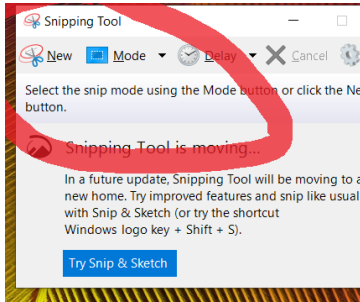 Snipping Tool
New Mode Delay Cancel
Select the snip mode using the Mode button or click the Ne
button.
Snipping Tool is moving...
In a future update, Snipping Tool will be moving to a
new home. Try improved features and snip like usual
with Snip & Sketch (or try the shortcut
Windows logo key + Shift + S).
Try Snip & Sketch